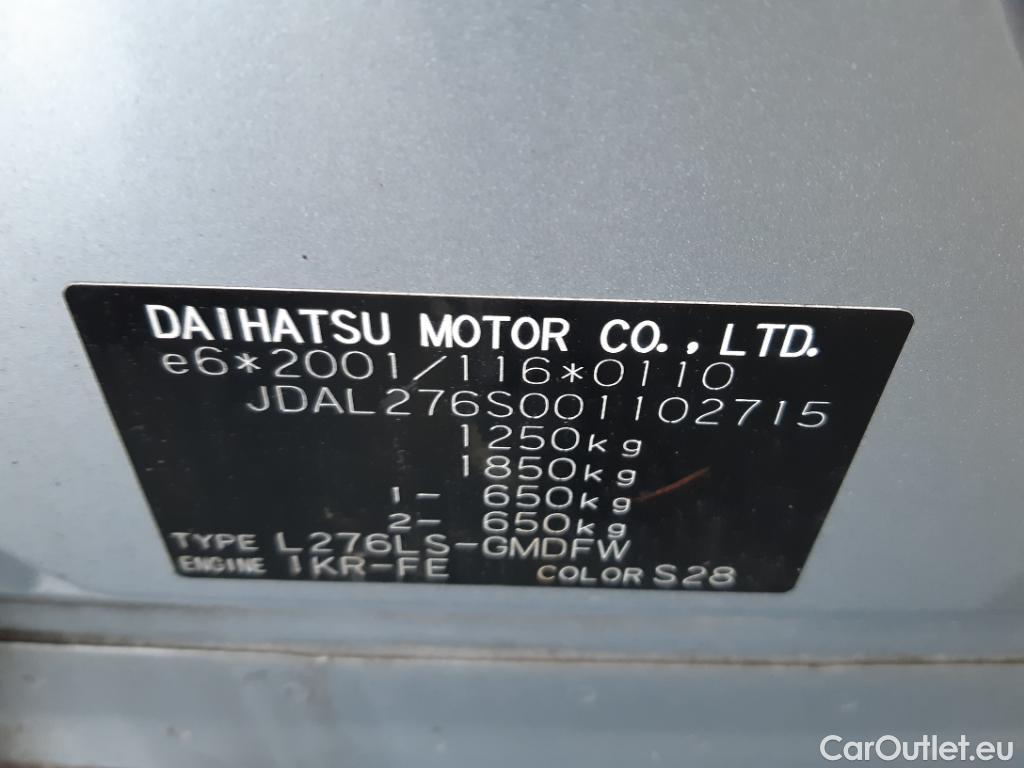 DAIHATSU MOTOR CO., LTD.
e6*2001/116*0110
JDAL276S001102715
1250kg
1850kg
1- 650kg
2- 650kg
TYPE L276LS-GMDFW
ENGINE 1KR-FE COLOR S28
CarOutlet.eu